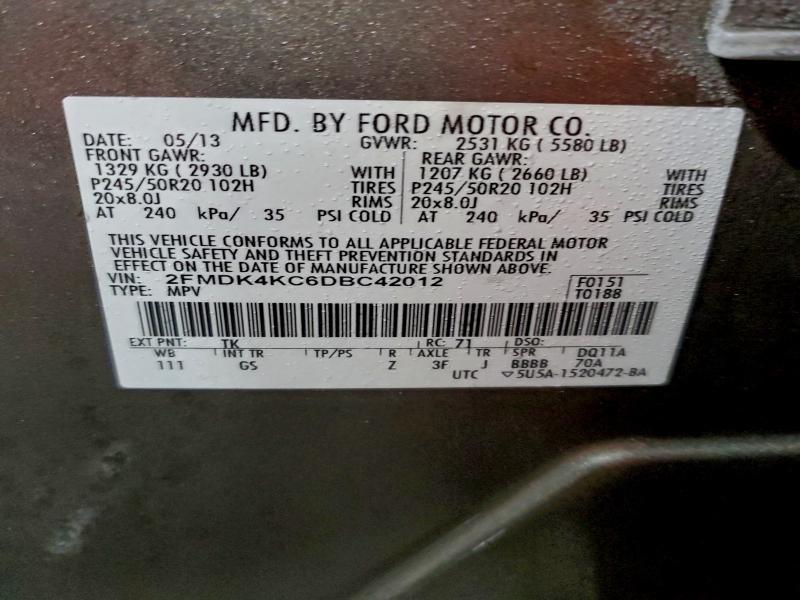 MFD. BY FORD MOTOR CO.
DATE: 05/13 GVWR: 2531 KG ( 5580 LB)
FRONT GAWR: REAR GAWR:
1329 KG ( 2930 LB) WITH 1207 KG ( 2660 LB) WITH
P245/50R20 102H TIRES P245/50R20 102H TIRES
20x8.0J RIMS 20x8.0J RIMS
AT 240 kPa/ 35 PSI COLD AT 240 kPa/ 35 PSI COLD
THIS VEHICLE CONFORMS TO ALL APPLICABLE FEDERAL MOTOR
VEHICLE SAFETY AND THEFT PREVENTION STANDARDS IN
EFFECT ON THE DATE OF MANUFACTURE SHOWN ABOVE.
VIN: 2FMDK4KC6DBC42012 F0151
TYPE: MPV T0188
EXT PNT: TK RC: 71 DSO:
WB INT TR TP/PS R AXLE TR SPR DQ11A
111 GS Z 3F J BBBB 70A
UTC ▽5U5A-1520472-BA